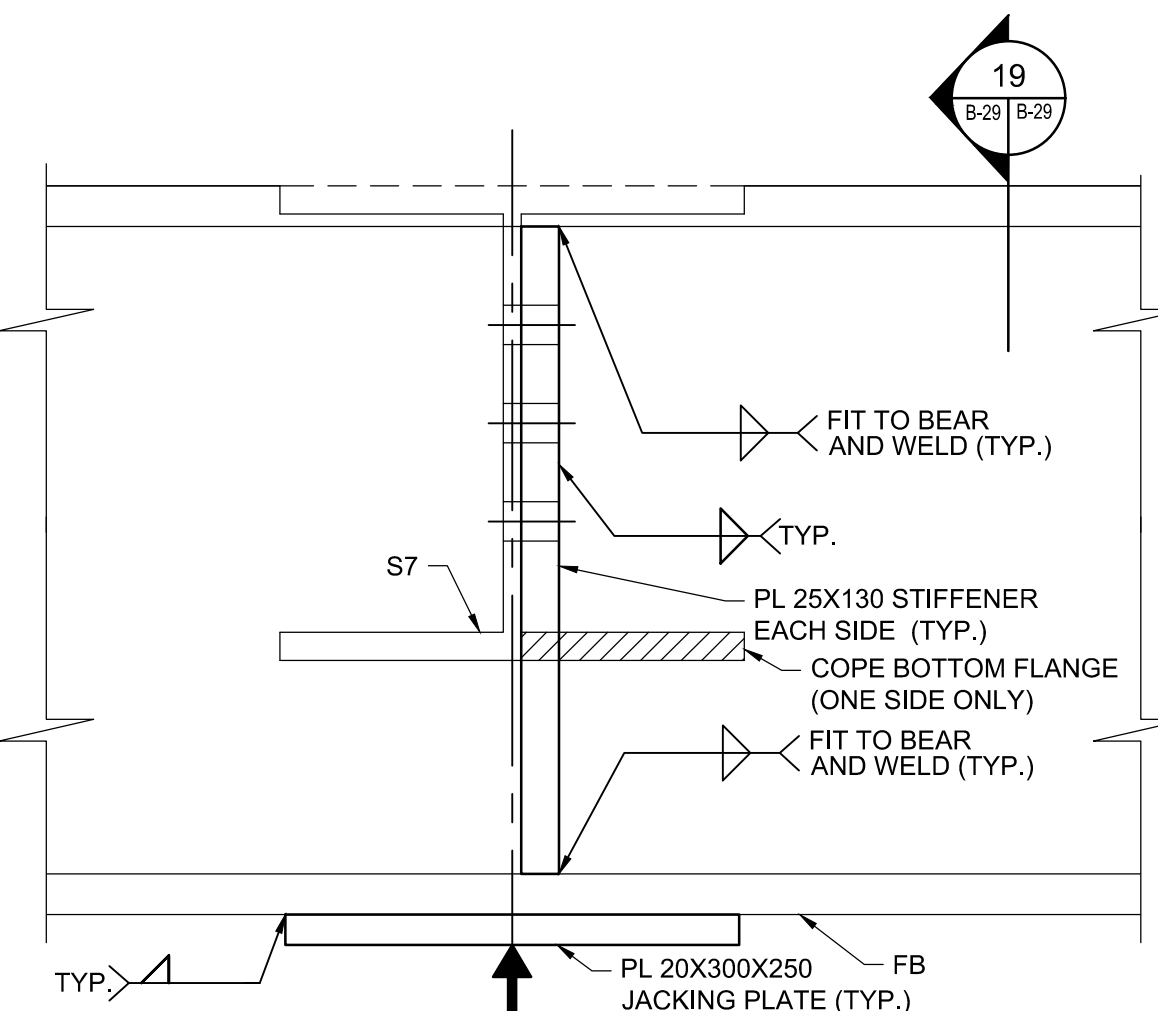 19
B-29 B-29
FIT TO BEAR
AND WELD (TYP.)
TYP.
S7
PL 25X130 STIFFENER
EACH SIDE (TYP.)
COPE BOTTOM FLANGE
(ONE SIDE ONLY)
FIT TO BEAR
AND WELD (TYP.)
TYP.
PL 20X300X250
JACKING PLATE (TYP.)
FB